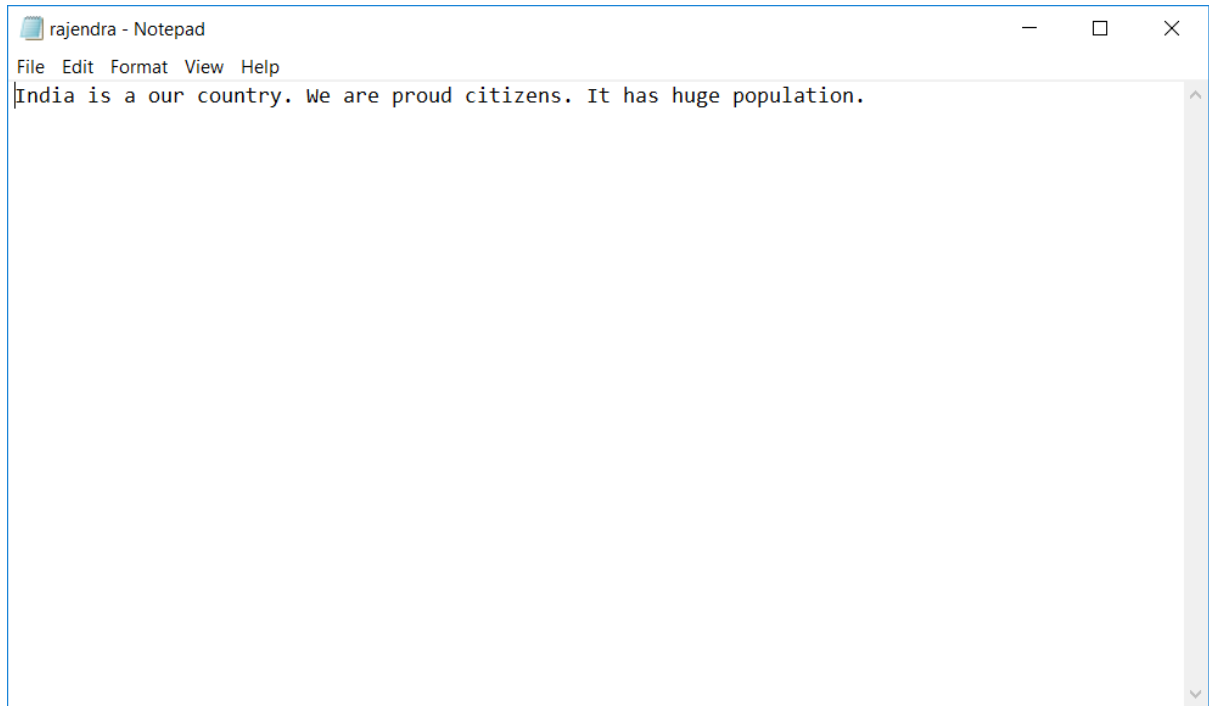 rajendra - Notepad
File Edit Format View Help
India is a our country. We are proud citizens. It has huge population.